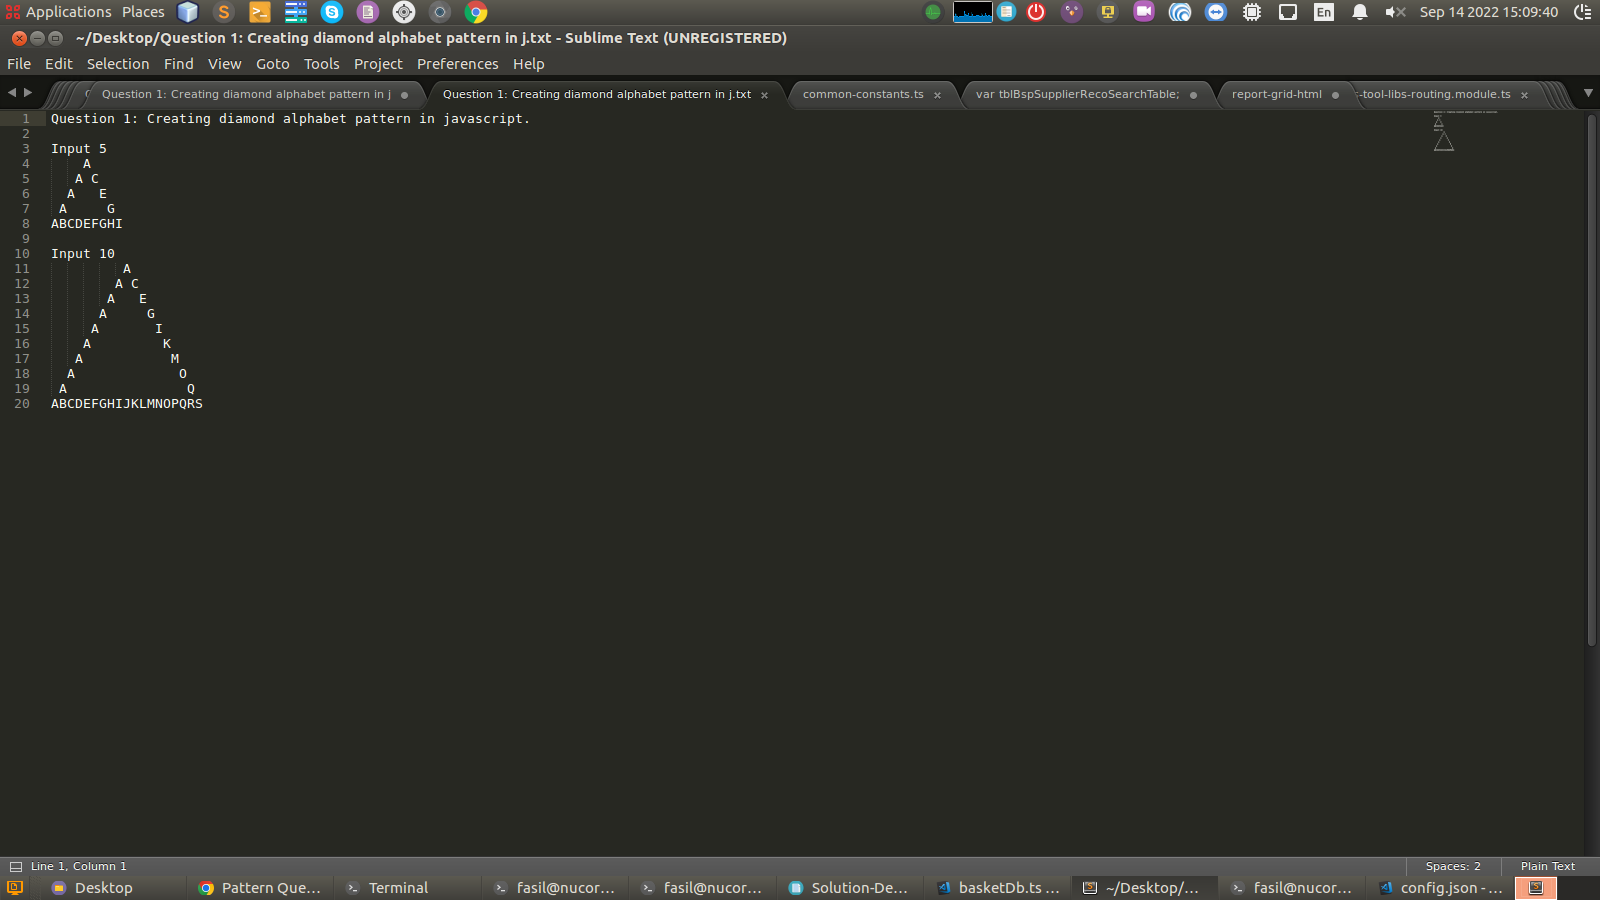 Applications Places
En
Sep 14 2022 15:09:40
~/Desktop/Question 1: Creating diamond alphabet pattern in j.txt - Sublime Text (UNREGISTERED)
File Edit Selection Find View Goto Tools Project Preferences Help
Question 1: Creating diamond alphabet pattern in j
Question 1: Creating diamond alphabet pattern in j.txt
common-constants.ts
var tblBspSupplierRecoSearchTable;
report-grid-html
-tool-libs-routing.module.ts
1 Question 1: Creating diamond alphabet pattern in javascript.
2
3 Input 5
4     A
5    A C
6   A   E
7  A     G
8 ABCDEFGHI
9
10 Input 10
11          A
12         A C
13        A   E
14       A     G
15      A       I
16     A         K
17    A           M
18   A             O
19  A               Q
20 ABCDEFGHIJKLMNOPQRS
Line 1, Column 1
Spaces: 2
Plain Text
Desktop
Pattern Que...
Terminal
fasil@nucor...
fasil@nucor...
Solution-De...
basketDb.ts ...
~/Desktop/...
fasil@nucor...
config.json - ...